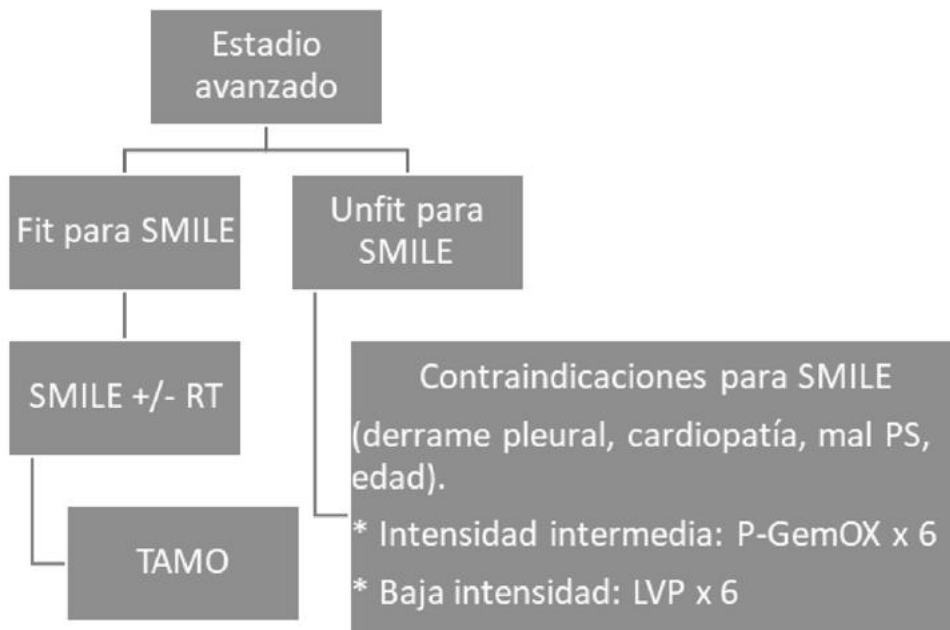 Estadio
avanzado
Fit para SMILE
Unfit para
SMILE
SMILE +/- RT
TAMO
Contraindicaciones para SMILE
(derrame pleural, cardiopatía, mal PS,
edad).
* Intensidad intermedia: P-GemOX x 6
* Baja intensidad: LVP x 6